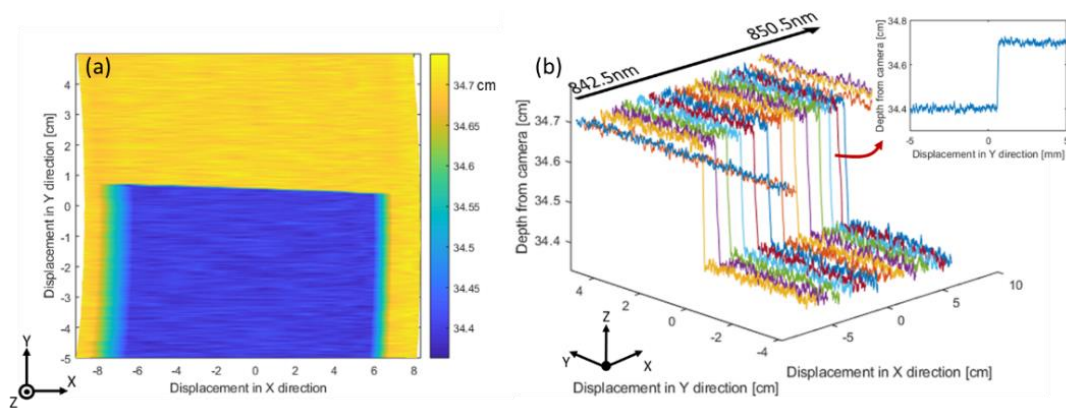 (a)
Displacement in Y direction [cm]
4
3
2
1
0
-1
-2
-3
-4
-5
-8 -6 -4 -2 0 2 4 6 8
Displacement in X direction
34.7 cm
34.65
34.6
34.55
34.5
34.45
34.4
Y
X
Z
(b)
842.5nm
850.5nm
Depth from camera [cm]
34.7
34.6
34.5
34.4
4 2 0 -2 -4
Displacement in Y direction [cm]
-5 0 5 10
Displacement in X direction [cm]
Z
Y
X
Depth from camera [cm]
34.8
34.6
34.4
-5 0 5
Displacement in Y direction [mm]